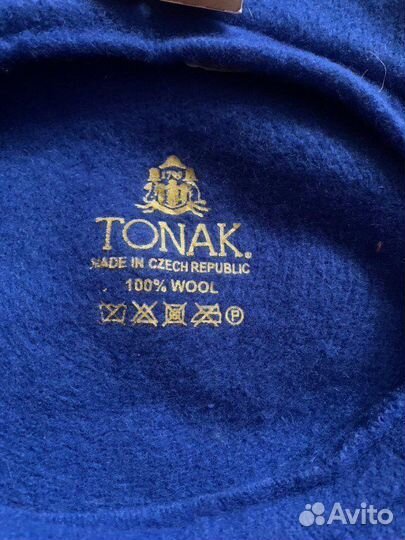 TONAK®
MADE IN CZECH REPUBLIC
100% WOOL
P
Avito